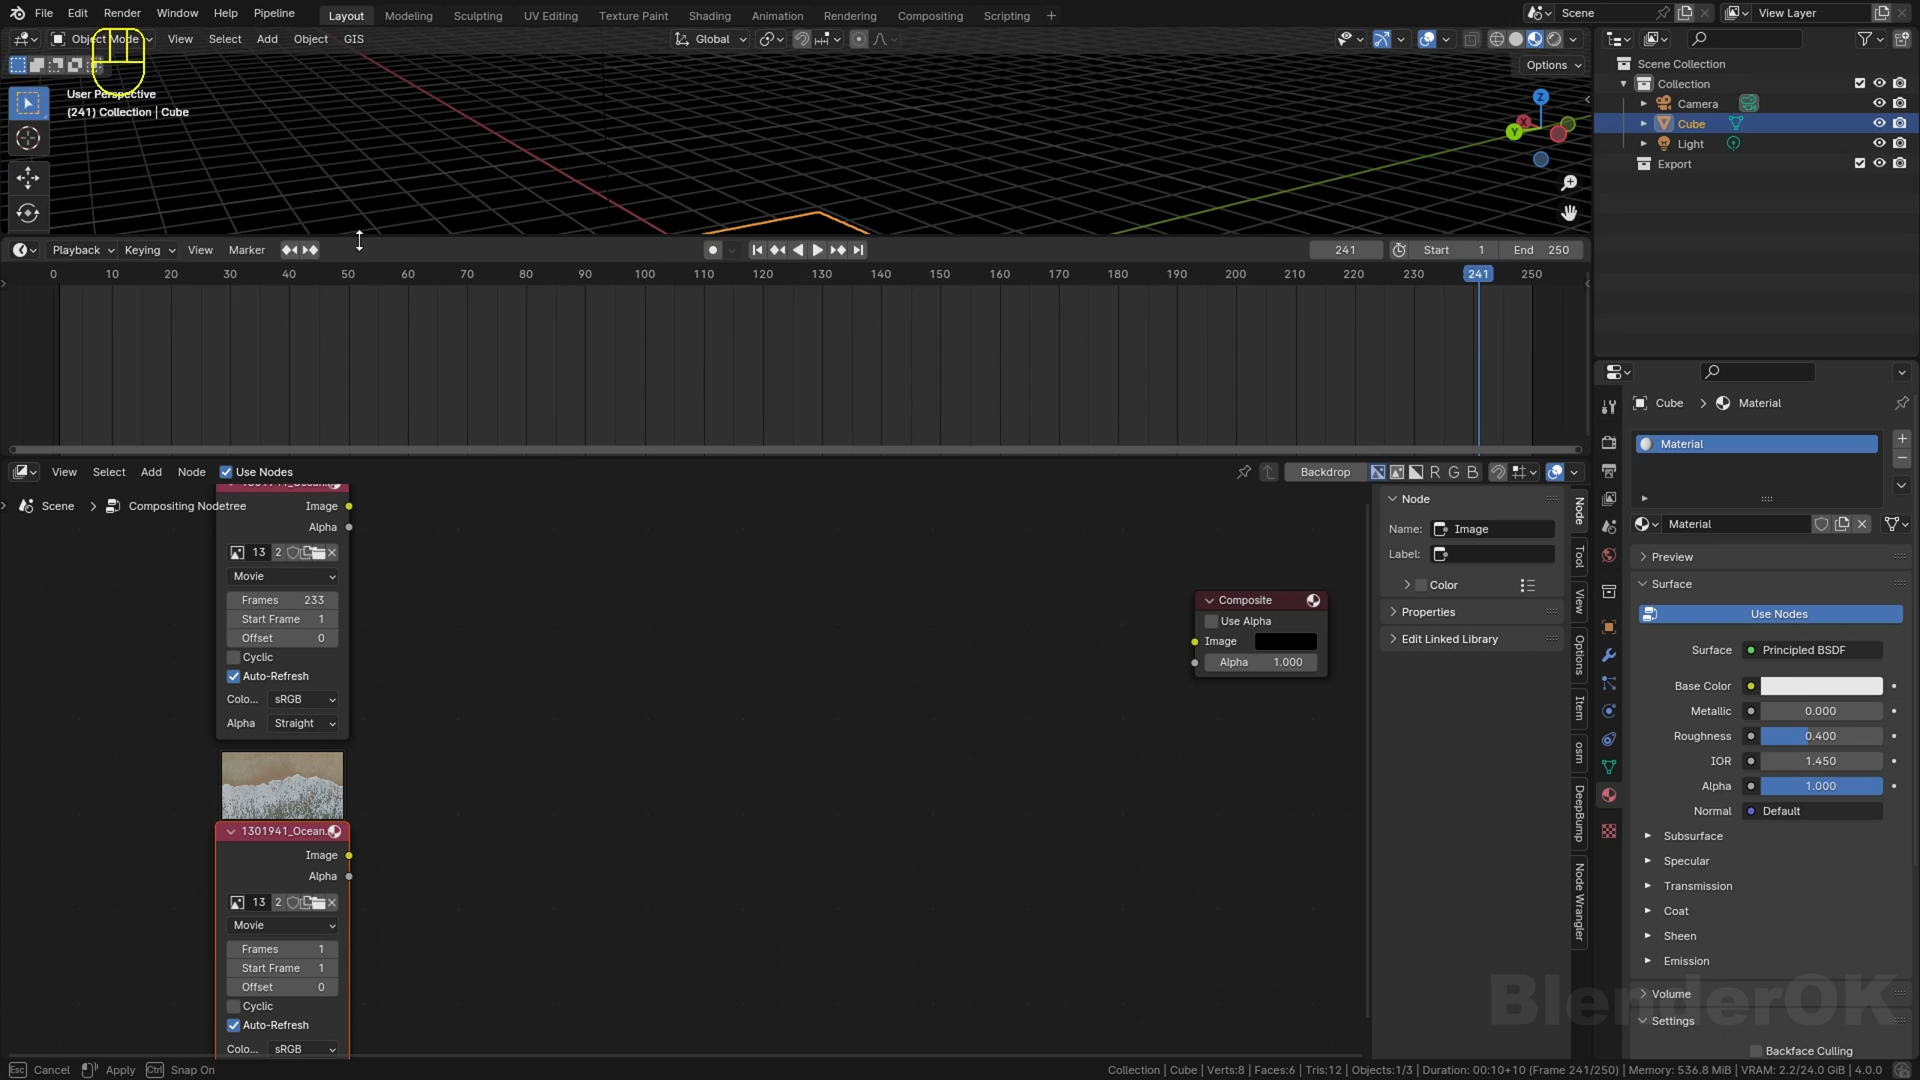 File Edit Render Window Help Pipeline Layout Modeling Sculpting UV Editing Texture Paint Shading Animation Rendering Compositing Scripting + Scene View Layer
Object Mode View Select Add Object GIS Global
Options
User Perspective
(241) Collection | Cube
Z
Y
X
Scene Collection
Collection
Camera
Cube
Light
Export
Playback Keying View Marker 241 Start 1 End 250
0 10 20 30 40 50 60 70 80 90 100 110 120 130 140 150 160 170 180 190 200 210 220 230 241 250
View Select Add Node Use Nodes Backdrop R G B
Scene > Compositing Nodetree
Image
Alpha
13 2
Movie
Frames 233
Start Frame 1
Offset 0
Cyclic
Auto-Refresh
Colo... sRGB
Alpha Straight
1301941_Ocean.
Image
Alpha
13 2
Movie
Frames 1
Start Frame 1
Offset 0
Cyclic
Auto-Refresh
Colo... sRGB
Composite
Use Alpha
Image
Alpha 1.000
Node
Name: Image
Label:
Color
Properties
Edit Linked Library
Node
Tool
View
Options
Item
osm
DeepBump
Node Wrangler
Cube > Material
Material
Material
Preview
Surface
Use Nodes
Surface Principled BSDF
Base Color
Metallic 0.000
Roughness 0.400
IOR 1.450
Alpha 1.000
Normal Default
Subsurface
Specular
Transmission
Coat
Sheen
Emission
Volume
Settings
Backface Culling
BlenderOK
Esc Cancel Apply Ctrl Snap On
Collection | Cube | Verts:8 | Faces:6 | Tris:12 | Objects:1/3 | Duration: 00:10+10 (Frame 241/250) | Memory: 536.8 MiB | VRAM: 2.2/24.0 GiB | 4.0.0